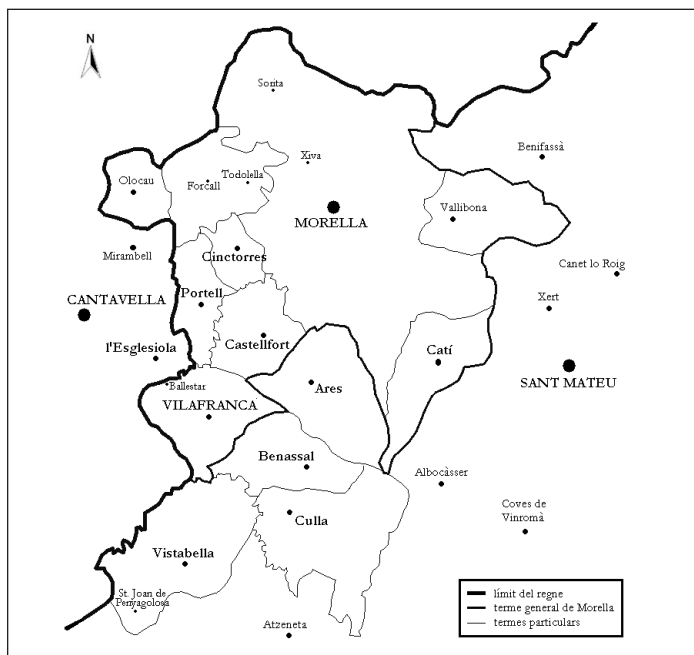 N
Sorita
Benifassà
Xiva
Todolella
Forcall
Olocau
Vallibona
MORELLA
Mirambell
Cinctorres
Canet lo Roig
Portell
CANTAVELLA
Xert
Castellfort
l'Esglesiola
Catí
SANT MATEU
Ballestar
Ares
VILAFRANCA
Benassal
Albocàsser
Culla
Coves de
Vinromà
Vistabella
St. Joan de
Penyagolosa
Atzeneta
límit del regne
terme general de Morella
termes particulars